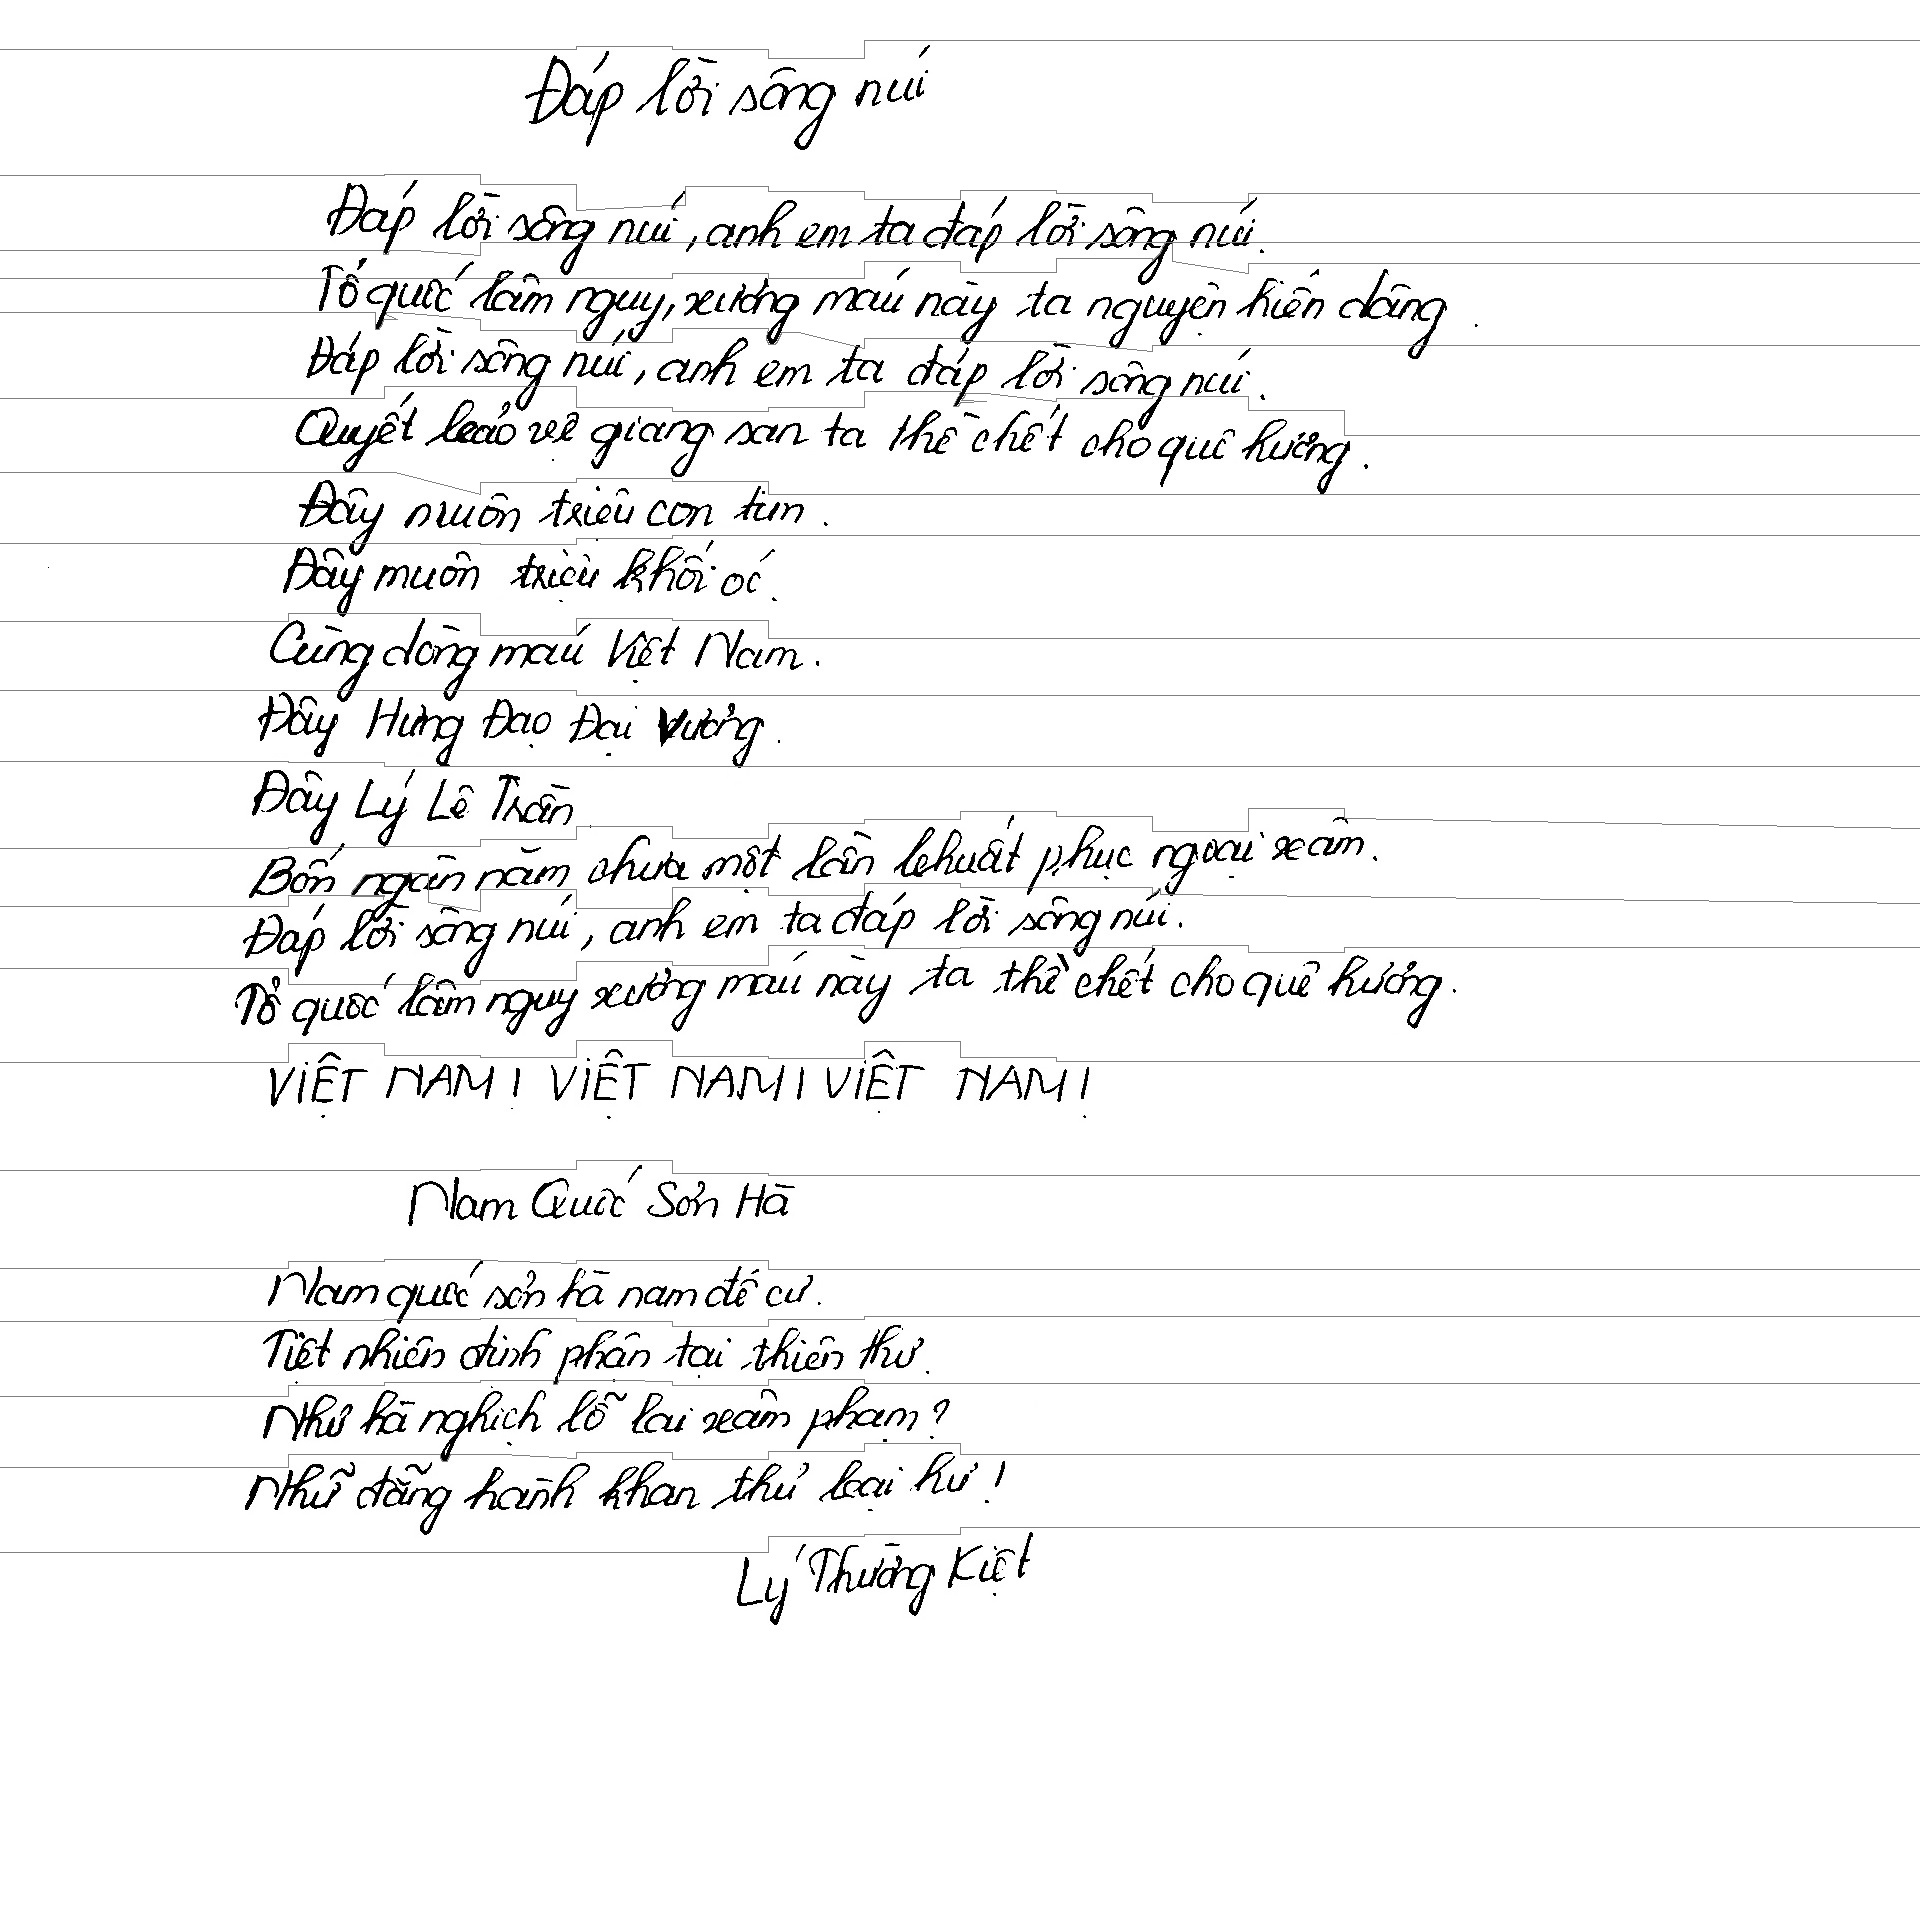 Đáp lời sông núi
Đáp lời sông núi, anh em ta đáp lời sông núi.
Tổ quốc lâm nguy, xương máu này ta nguyện hiến dâng.
Đáp lời sông núi, anh em ta đáp lời sông núi.
Quyết bảo vệ giang san ta thề chết cho quê hương.
Đây muôn triệu con tim.
Đây muôn triệu khối óc.
Cùng dòng máu Việt Nam.
Đây Hưng Đạo Đại Vương.
Đây Lý Lê Trần.
Bốn ngàn năm chưa một lần khuất phục ngoại xâm.
Đáp lời sông núi, anh em ta đáp lời sông núi.
Tổ quốc lâm nguy xương máu này ta thề chết cho quê hương.
VIỆT NAM! VIỆT NAM! VIỆT NAM!
Nam Quốc Sơn Hà
Nam quốc sơn hà nam đế cư.
Tiệt nhiên định phận tại thiên thư.
Như hà nghịch lỗ lai xâm phạm?
Nhữ đẳng hành khan thủ bại hư!
Lý Thường Kiệt